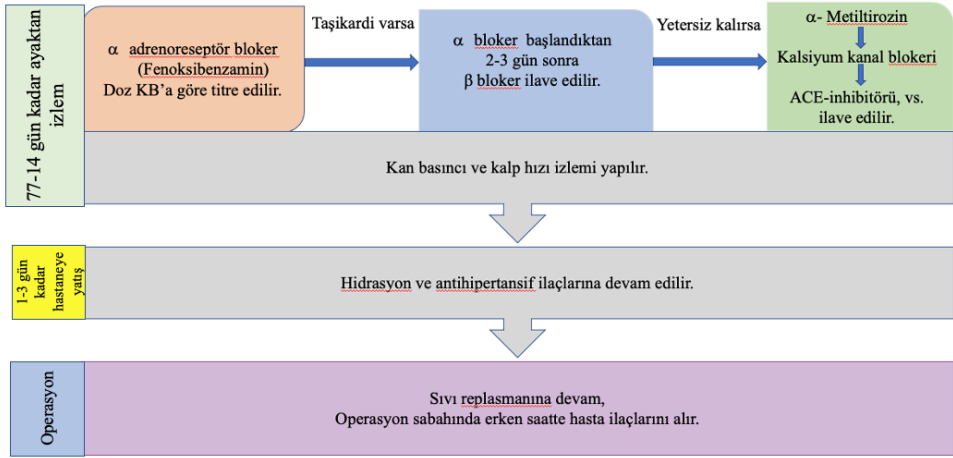 77-14 gün kadar ayaktan
izlem
α adrenoreseptör bloker
(Fenoksibenzamin)
Doz KB’a göre titre edilir.
Taşikardi varsa
α bloker başlandıktan
2-3 gün sonra
β bloker ilave edilir.
Yetersiz kalırsa
α- Metiltirozin
Kalsiyum kanal blokeri
ACE-inhibitörü, vs.
ilave edilir.
Kan basıncı ve kalp hızı izlemi yapılır.
1-3 gün
kadar
hastaneye
yatış
Hidrasyon ve antihipertansif ilaçlarına devam edilir.
Operasyon
Sıvı replasmanına devam,
Operasyon sabahında erken saatte hasta ilaçlarını alır.